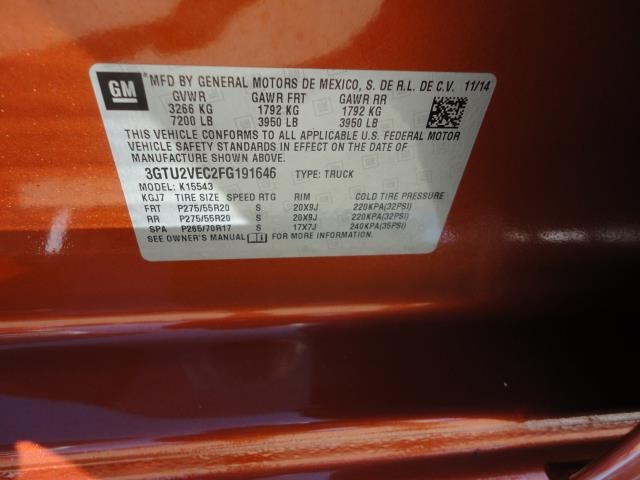 GM
MFD BY GENERAL MOTORS DE MEXICO, S. DE R.L. DE C.V. 11/14
GVWR GAWR FRT GAWR RR
3266 KG 1792 KG 1792 KG
7200 LB 3950 LB 3950 LB
THIS VEHICLE CONFORMS TO ALL APPLICABLE U.S. FEDERAL MOTOR
VEHICLE SAFETY STANDARDS IN EFFECT ON THE DATE OF
MANUFACTURE SHOWN ABOVE.
3GTU2VEC2FG191646 TYPE: TRUCK
MODEL: K15543
KGJ7 TIRE SIZE SPEED RTG RIM COLD TIRE PRESSURE
FRT P275/55R20 S 20X9J 220KPA(32PSI)
RR P275/55R20 S 20X9J 220KPA(32PSI)
SPA P265/70R17 S 17X7J 240KPA(35PSI)
SEE OWNER'S MANUAL FOR MORE INFORMATION.